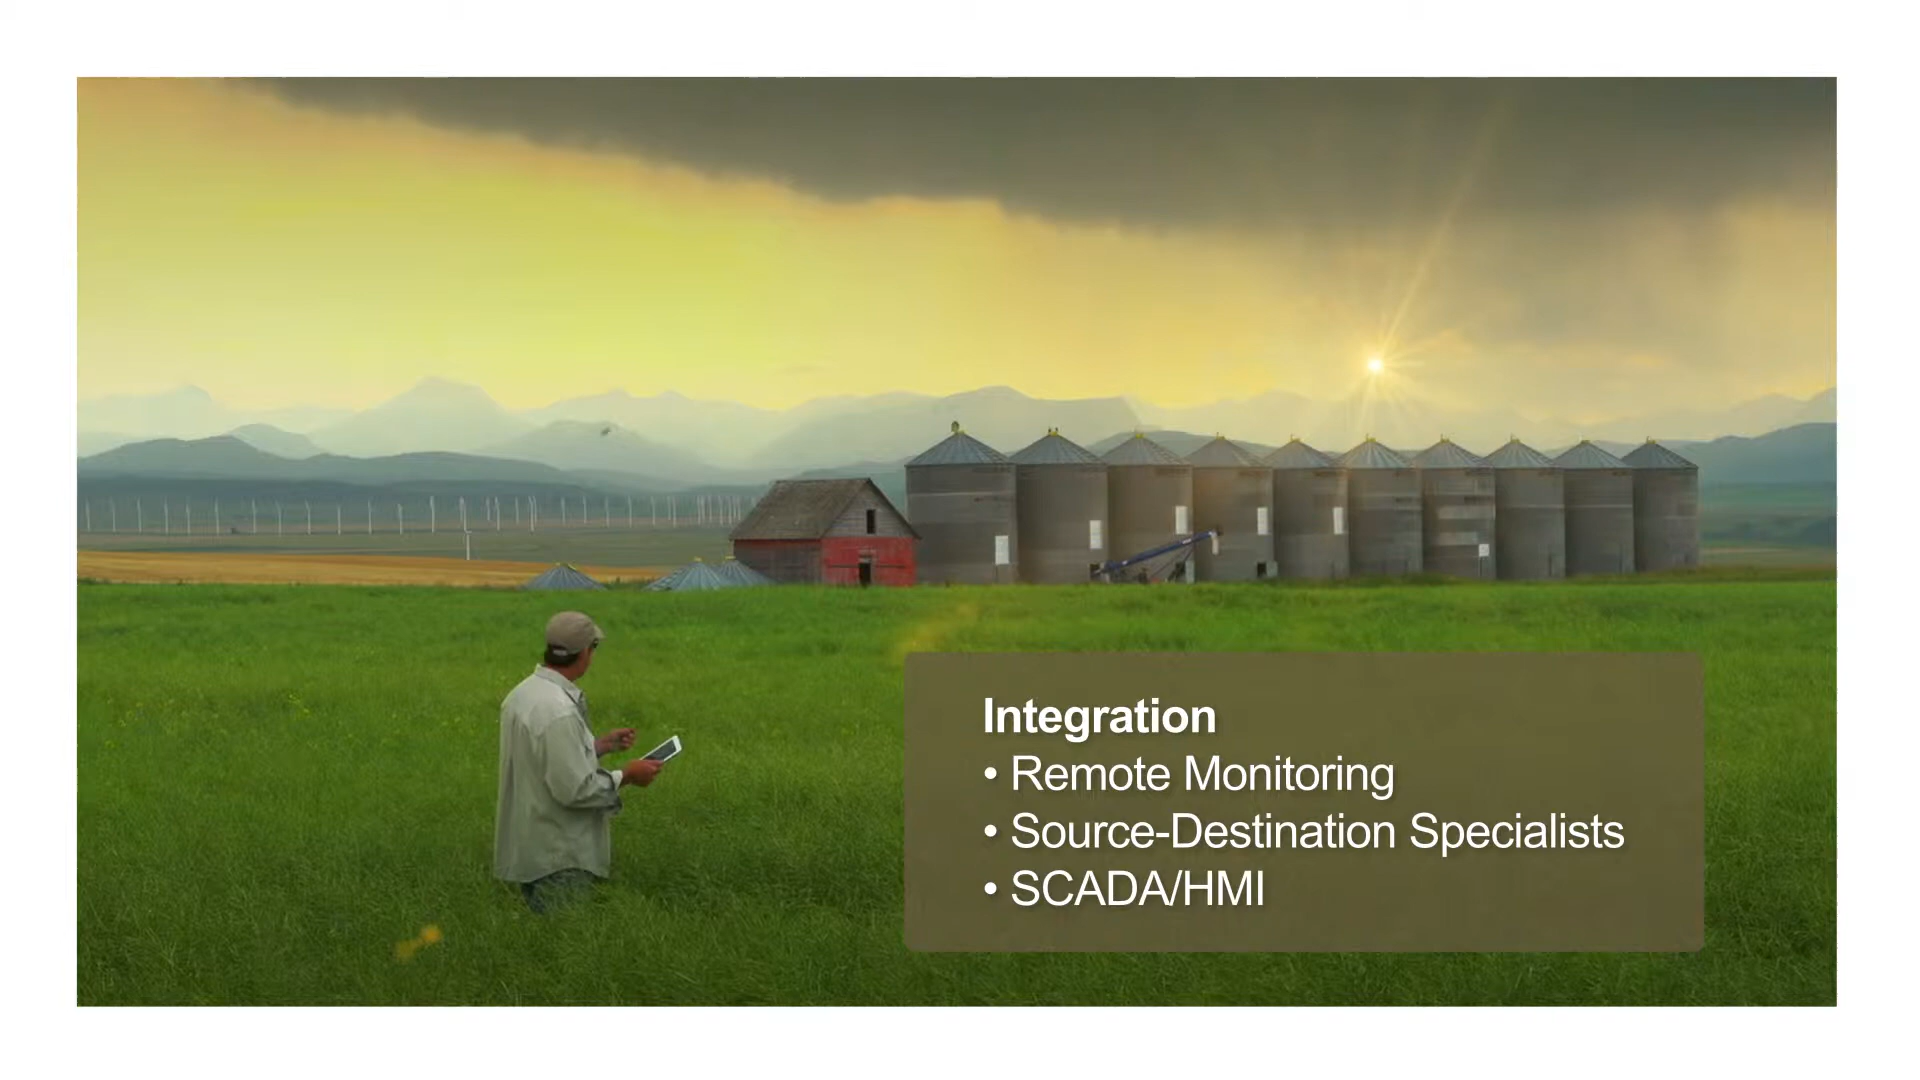 Integration
• Remote Monitoring
• Source-Destination Specialists
• SCADA/HMI